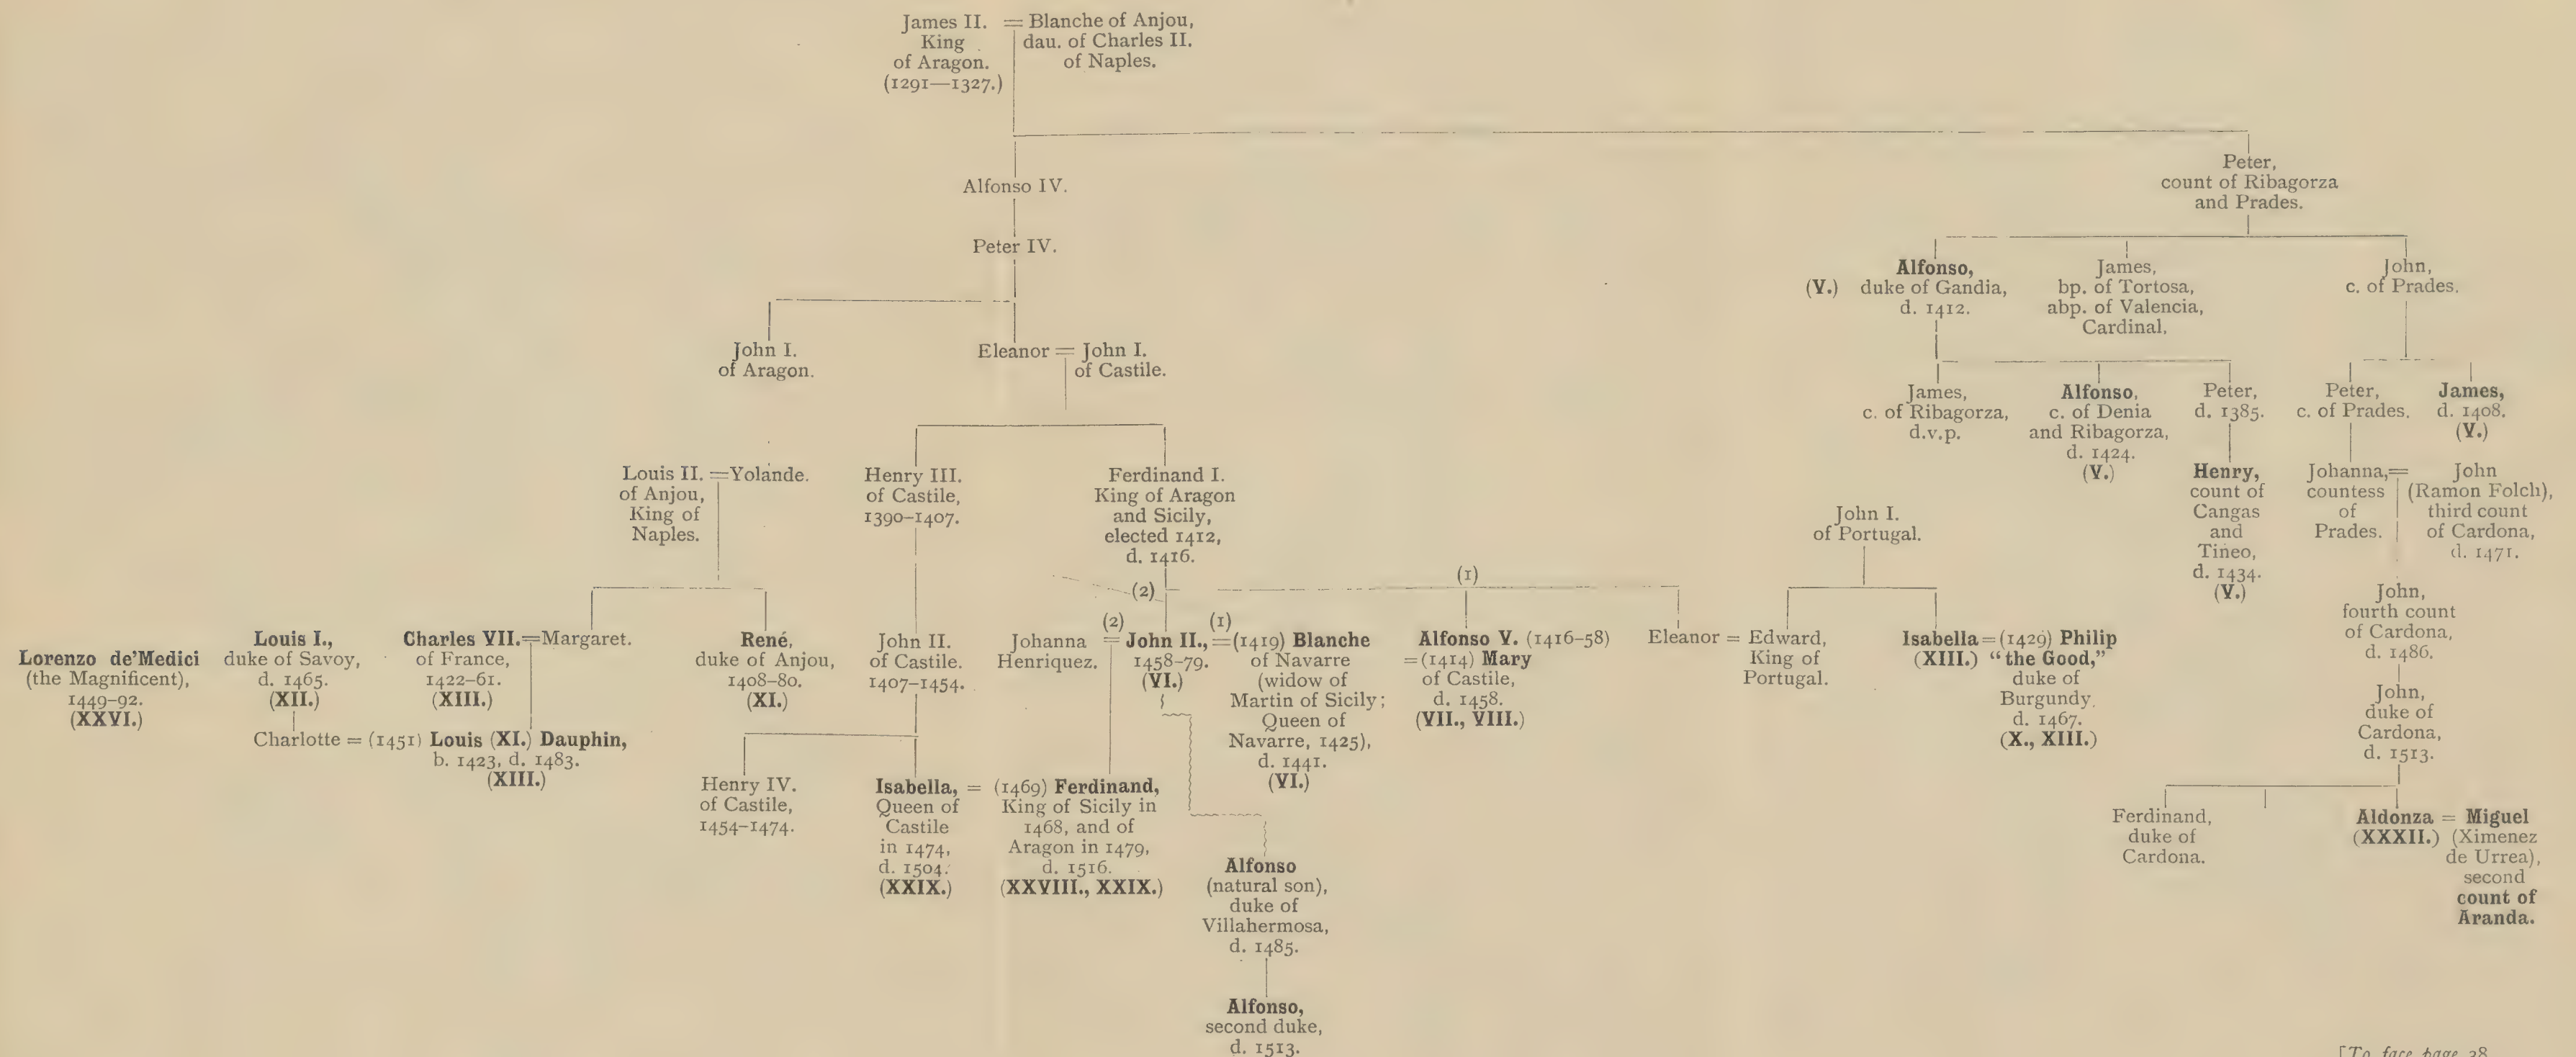 James II. = Blanche of Anjou,
King dau. of Charles II.
of Aragon. of Naples.
(1291—1327.)
Peter,
count of Ribagorza
and Prades.
Alfonso IV.
Peter IV.
Alfonso,
(V.) duke of Gandia,
d. 1412.
James,
bp. of Tortosa,
abp. of Valencia,
Cardinal,
John,
c. of Prades.
John I.
of Aragon.
Eleanor = John I.
of Castile.
James,
c. of Ribagorza,
d.v.p.
Alfonso,
c. of Denia
and Ribagorza,
d. 1424.
(V.)
Peter,
d. 1385.
Peter,
c. of Prades.
James,
d. 1408.
(V.)
Louis II. = Yolande.
of Anjou,
King of
Naples.
Henry III.
of Castile,
1390–1407.
Ferdinand I.
King of Aragon
and Sicily,
elected 1412,
d. 1416.
John I.
of Portugal.
Henry,
count of
Cangas
and
Tineo,
d. 1434.
(V.)
Johanna, =
countess
of
Prades.
John
(Ramon Folch),
third count
of Cardona,
d. 1471.
(1)
(2)
John,
fourth count
of Cardona,
d. 1486.
Lorenzo de'Medici
(the Magnificent),
1449–92.
(XXVI.)
Louis I.,
duke of Savoy,
d. 1465.
(XII.)
Charles VII. = Margaret.
of France,
1422–61.
(XIII.)
René,
duke of Anjou,
1408–80.
(XI.)
John II.
of Castile.
1407–1454.
(2) (1)
Johanna = John II., = (1419) Blanche
Henriquez. 1458–79. of Navarre
(VI.) (widow of
Martin of Sicily;
Queen of
Navarre, 1425),
d. 1441.
(VI.)
Alfonso V. (1416–58)
= (1414) Mary
of Castile,
d. 1458.
(VII., VIII.)
Eleanor = Edward,
King of
Portugal.
Isabella = (1429) Philip
(XIII.) "the Good,"
duke of
Burgundy.
d. 1467.
(X., XIII.)
John,
duke of
Cardona,
d. 1513.
Charlotte = (1451) Louis (XI.) Dauphin,
b. 1423, d. 1483.
(XIII.)
Henry IV.
of Castile,
1454–1474.
Isabella, = (1469) Ferdinand,
Queen of King of Sicily in
Castile 1468, and of
in 1474, Aragon in 1479,
d. 1504. d. 1516.
(XXIX.) (XXVIII., XXIX.)
Ferdinand,
duke of
Cardona.
Aldonza = Miguel
(XXXII.) (Ximenez
de Urrea),
second
count of
Aranda.
Alfonso
(natural son),
duke of
Villahermosa,
d. 1485.
Alfonso,
second duke,
d. 1513.
[To face page 28